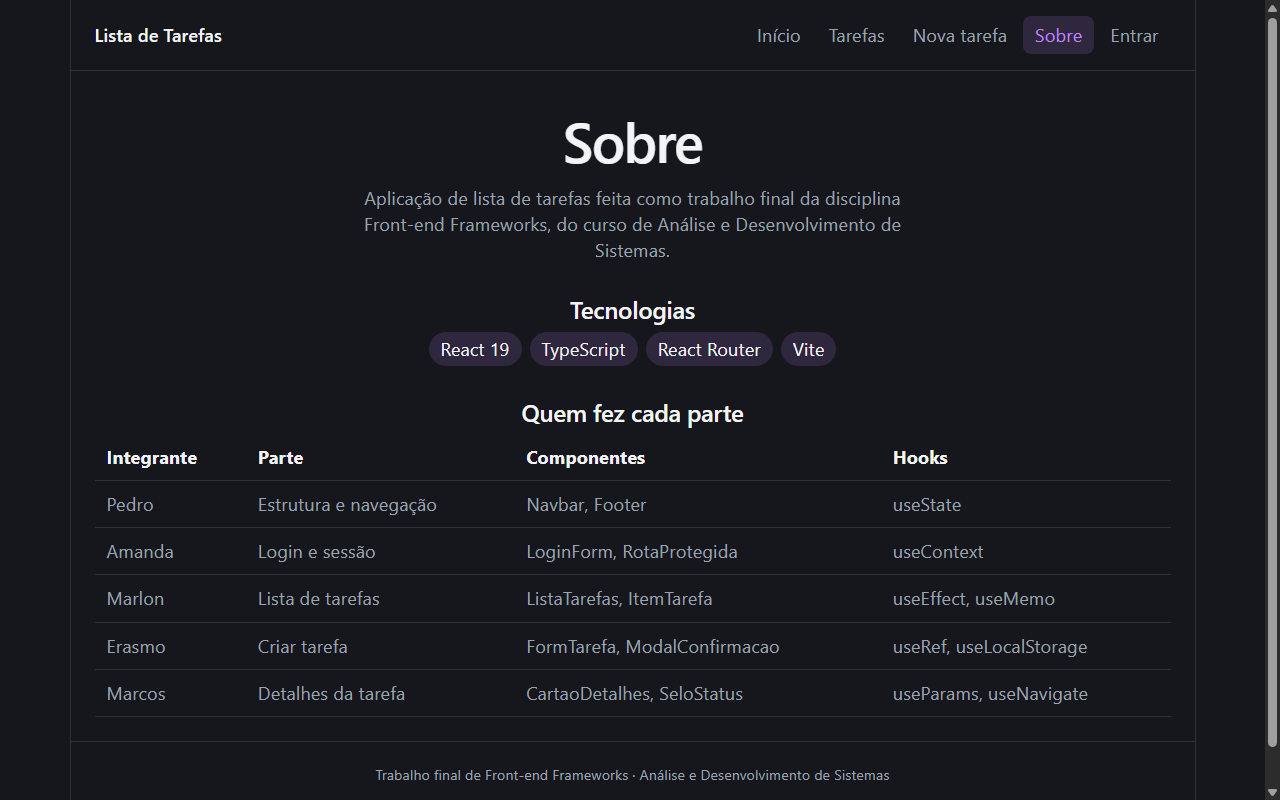 Lista de Tarefas Início Tarefas Nova tarefa Sobre Entrar
Sobre
Aplicação de lista de tarefas feita como trabalho final da disciplina
Front-end Frameworks, do curso de Análise e Desenvolvimento de
Sistemas.
Tecnologias
React 19 TypeScript React Router Vite
Quem fez cada parte
Integrante Parte Componentes Hooks
Pedro Estrutura e navegação Navbar, Footer useState
Amanda Login e sessão LoginForm, RotaProtegida useContext
Marlon Lista de tarefas ListaTarefas, ItemTarefa useEffect, useMemo
Erasmo Criar tarefa FormTarefa, ModalConfirmacao useRef, useLocalStorage
Marcos Detalhes da tarefa CartaoDetalhes, SeloStatus useParams, useNavigate
Trabalho final de Front-end Frameworks · Análise e Desenvolvimento de Sistemas